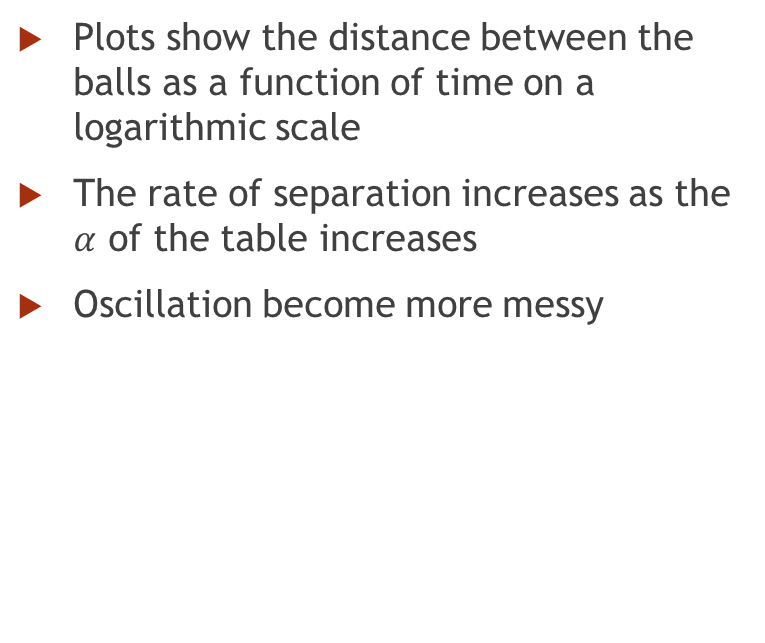 Plots show the distance between the
balls as a function of time on a
logarithmic scale
The rate of separation increases as the
α of the table increases
Oscillation become more messy